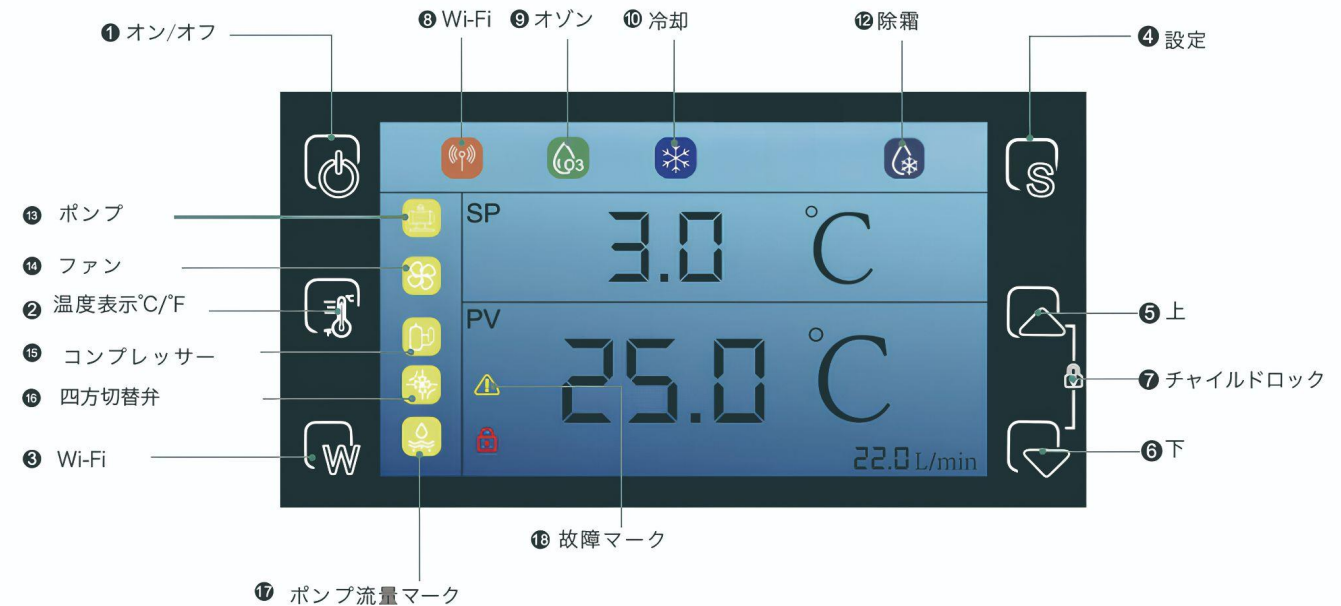 ❽ Wi-Fi
❾ オゾン
❿ 冷却
⓬ 除霜
❶ オン/オフ
❹ 設定
O3
S
⓭ ポンプ
SP
3.0 ℃
⓮ ファン
❷ 温度表示℃/℉
℃
℉
PV
❺ 上
⓯ コンプレッサー
25.0 ℃
❼ チャイルドロック
⓰ 四方切替弁
❸ Wi-Fi
W
22.0 L/min
❻ 下
⓲ 故障マーク
⓱ ポンプ流量マーク